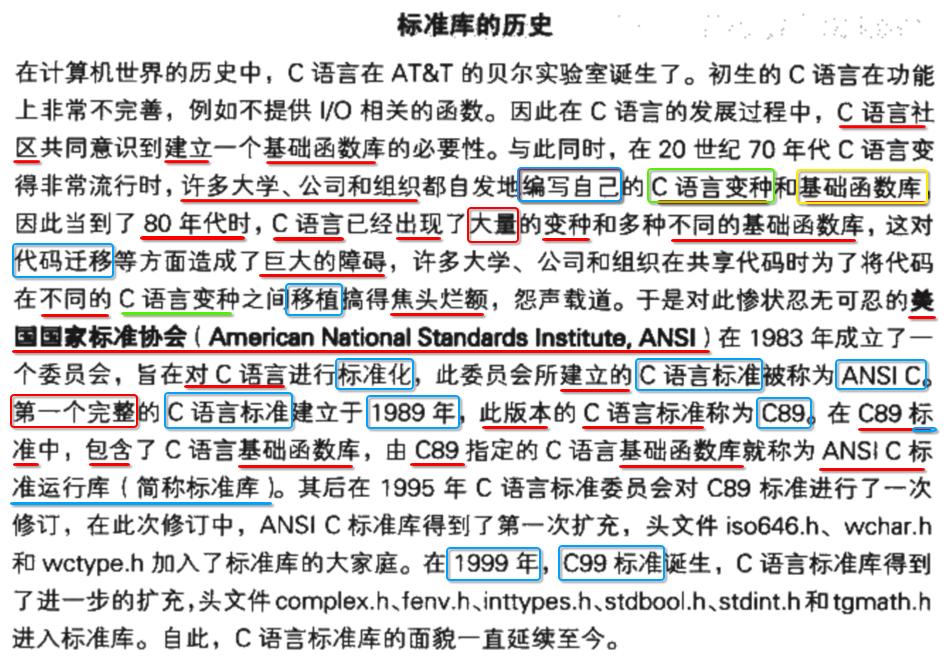 标准库的历史
在计算机世界的历史中，C 语言在 AT&T 的贝尔实验室诞生了。初生的 C 语言在功能
上非常不完善，例如不提供 I/O 相关的函数。因此在 C 语言的发展过程中，C 语言社
区共同意识到建立一个基础函数库的必要性。与此同时，在 20 世纪 70 年代 C 语言变
得非常流行时，许多大学、公司和组织都自发地编写自己的 C 语言变种和基础函数库，
因此当到了 80 年代时，C 语言已经出现了大量的变种和多种不同的基础函数库，这对
代码迁移等方面造成了巨大的障碍，许多大学、公司和组织在共享代码时为了将代码
在不同的 C 语言变种之间移植搞得焦头烂额，怨声载道。于是对此惨状忍无可忍的美
国国家标准协会（American National Standards Institute, ANSI）在 1983 年成立了一
个委员会，旨在对 C 语言进行标准化，此委员会所建立的 C 语言标准被称为 ANSI C。
第一个完整的 C 语言标准建立于 1989 年，此版本的 C 语言标准称为 C89。在 C89 标
准中，包含了 C 语言基础函数库，由 C89 指定的 C 语言基础函数库就称为 ANSI C 标
准运行库（简称标准库）。其后在 1995 年 C 语言标准委员会对 C89 标准进行了一次
修订，在此次修订中，ANSI C 标准库得到了第一次扩充，头文件 iso646.h、wchar.h
和 wctype.h 加入了标准库的大家庭。在 1999 年，C99 标准诞生，C 语言标准库得到
了进一步的扩充，头文件 complex.h、fenv.h、inttypes.h、stdbool.h、stdint.h 和 tgmath.h
进入标准库。自此，C 语言标准库的面貌一直延续至今。